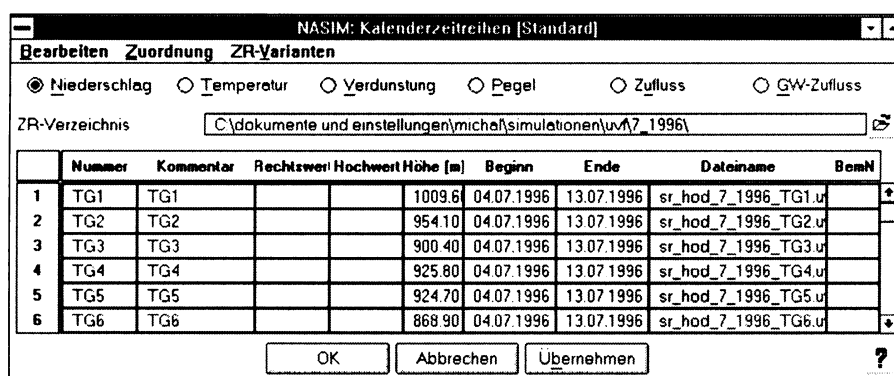 NASIM: Kalenderzeitreihen [Standard]
Bearbeiten Zuordnung ZR-Varianten
Niederschlag Temperatur Verdunstung Pegel Zufluss GW-Zufluss
ZR-Verzeichnis C:\dokumente und einstellungen\michal\simulationen\uvf\7_1996\
Nummer Kommentar Rechtswert Hochwert Höhe [m] Beginn Ende Dateiname BemN
1 TG1 TG1 1009.6 04.07.1996 13.07.1996 sr_hod_7_1996_TG1.u
2 TG2 TG2 954.10 04.07.1996 13.07.1996 sr_hod_7_1996_TG2.u
3 TG3 TG3 900.40 04.07.1996 13.07.1996 sr_hod_7_1996_TG3.u
4 TG4 TG4 925.80 04.07.1996 13.07.1996 sr_hod_7_1996_TG4.u
5 TG5 TG5 924.70 04.07.1996 13.07.1996 sr_hod_7_1996_TG5.u
6 TG6 TG6 868.90 04.07.1996 13.07.1996 sr_hod_7_1996_TG6.u
OK Abbrechen Übernehmen ?